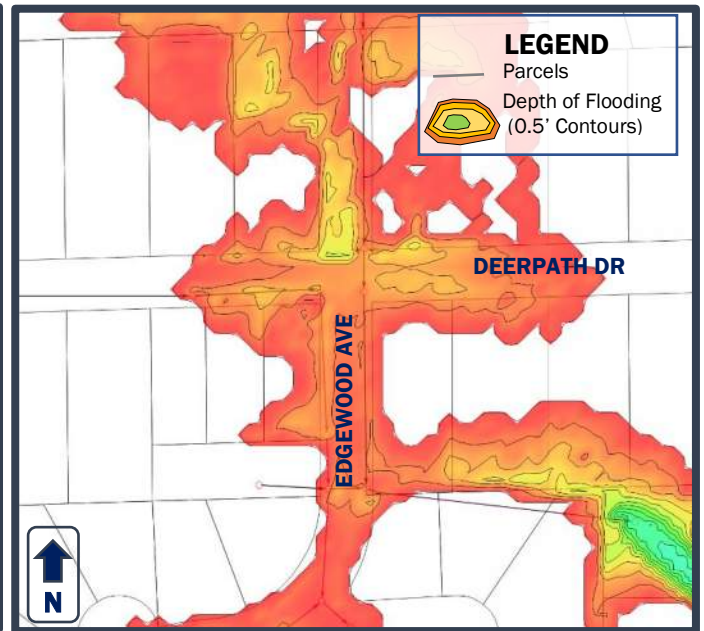 LEGEND
Parcels
Depth of Flooding
(0.5' Contours)
DEERPATH DR
EDGEWOOD AVE
N